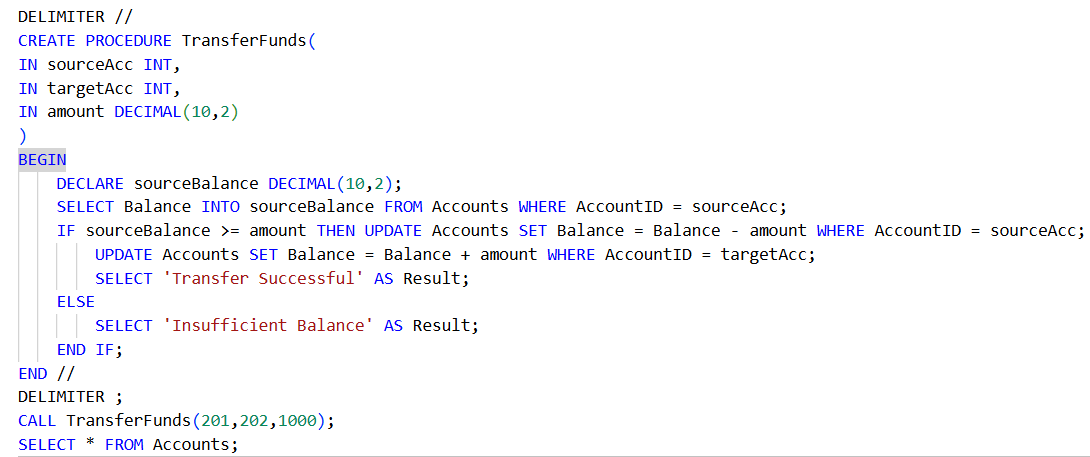 DELIMITER //
CREATE PROCEDURE TransferFunds(
IN sourceAcc INT,
IN targetAcc INT,
IN amount DECIMAL(10,2)
)
BEGIN
    DECLARE sourceBalance DECIMAL(10,2);
    SELECT Balance INTO sourceBalance FROM Accounts WHERE AccountID = sourceAcc;
    IF sourceBalance >= amount THEN UPDATE Accounts SET Balance = Balance - amount WHERE AccountID = sourceAcc;
        UPDATE Accounts SET Balance = Balance + amount WHERE AccountID = targetAcc;
        SELECT 'Transfer Successful' AS Result;
    ELSE
        SELECT 'Insufficient Balance' AS Result;
    END IF;
END //
DELIMITER ;
CALL TransferFunds(201,202,1000);
SELECT * FROM Accounts;